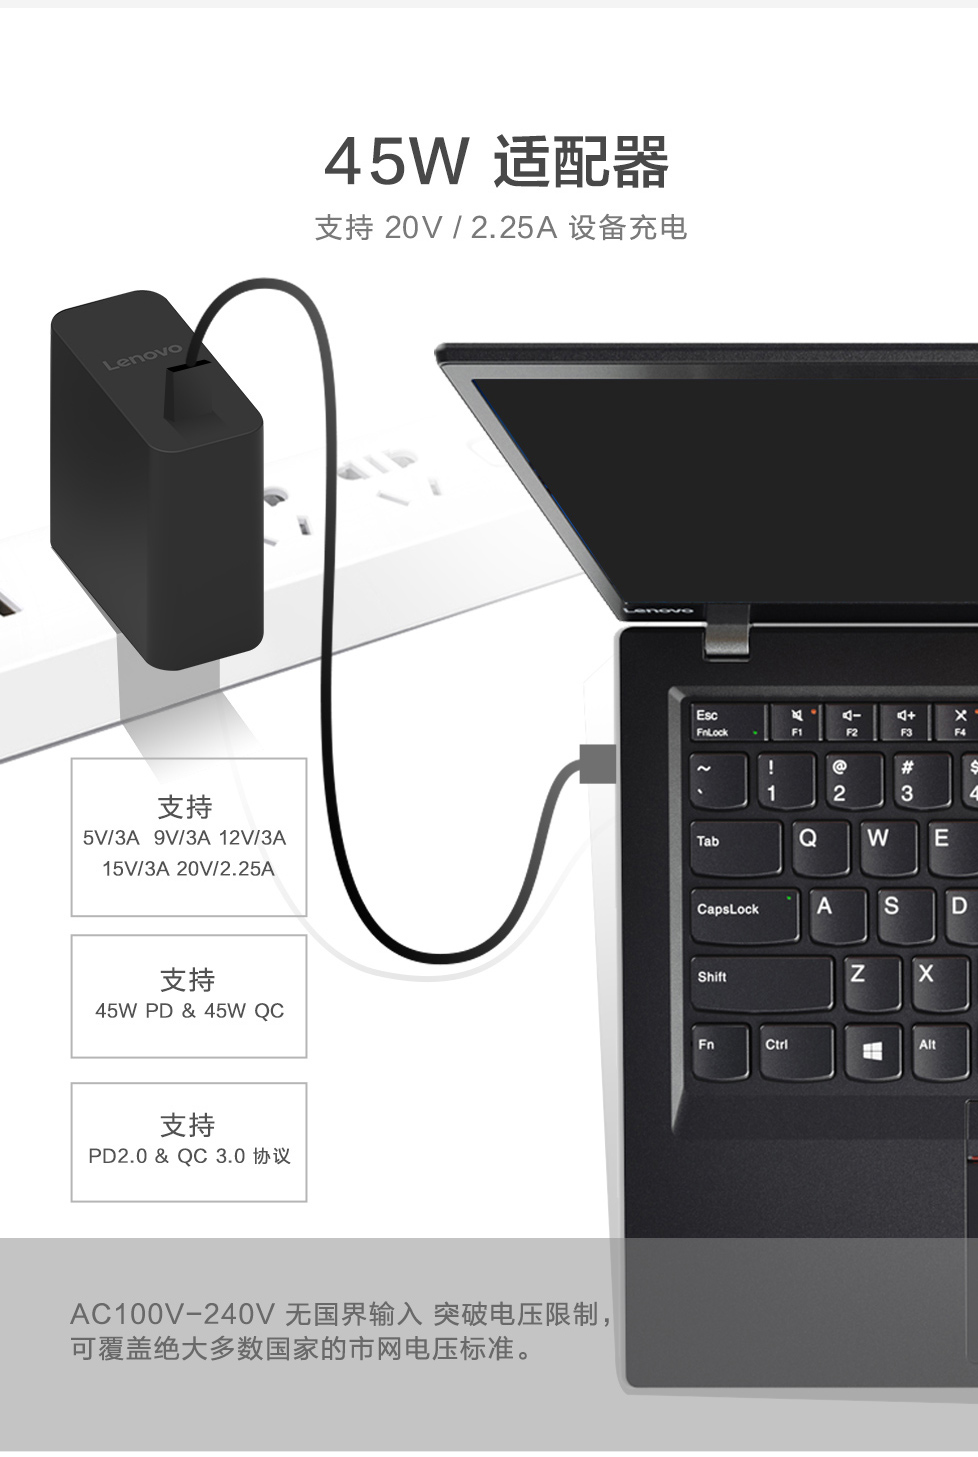 45W 适配器
支持 20V / 2.25A 设备充电
Lenovo
Lenovo
Esc
FnLock
F1
F2
F3
F4
~ ` ! 1 @ 2 # 3 $ 4
Tab Q W E
CapsLock A S D
Shift Z X
Fn Ctrl Alt
支持
5V/3A 9V/3A 12V/3A
15V/3A 20V/2.25A
支持
45W PD & 45W QC
支持
PD2.0 & QC 3.0 协议
AC100V-240V 无国界输入 突破电压限制，
可覆盖绝大多数国家的市网电压标准。